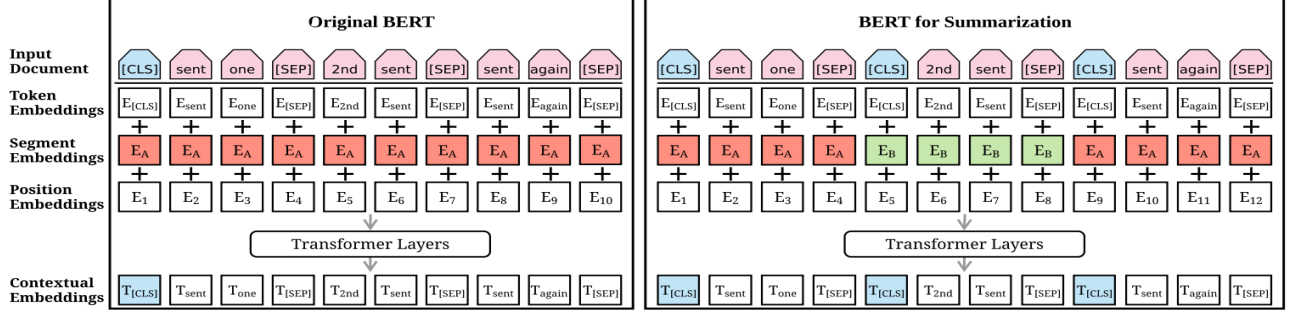 Original BERT
BERT for Summarization
Input Document
[CLS] sent one [SEP] 2nd sent [SEP] sent again [SEP]
[CLS] sent one [SEP] [CLS] 2nd sent [SEP] [CLS] sent again [SEP]
Token Embeddings
E[CLS] Esent Eone E[SEP] E2nd Esent E[SEP] Esent Eagain E[SEP]
E[CLS] Esent Eone E[SEP] E[CLS] E2nd Esent E[SEP] E[CLS] Esent Eagain E[SEP]
+ + + + + + + + + +
+ + + + + + + + + + + +
Segment Embeddings
EA EA EA EA EA EA EA EA EA EA
EA EA EA EA EB EB EB EB EA EA EA EA
+ + + + + + + + + +
+ + + + + + + + + + + +
Position Embeddings
E1 E2 E3 E4 E5 E6 E7 E8 E9 E10
E1 E2 E3 E4 E5 E6 E7 E8 E9 E10 E11 E12
Transformer Layers
Transformer Layers
Contextual Embeddings
T[CLS] Tsent Tone T[SEP] T2nd Tsent T[SEP] Tsent Tagain T[SEP]
T[CLS] Tsent Tone T[SEP] T[CLS] T2nd Tsent T[SEP] T[CLS] Tsent Tagain T[SEP]